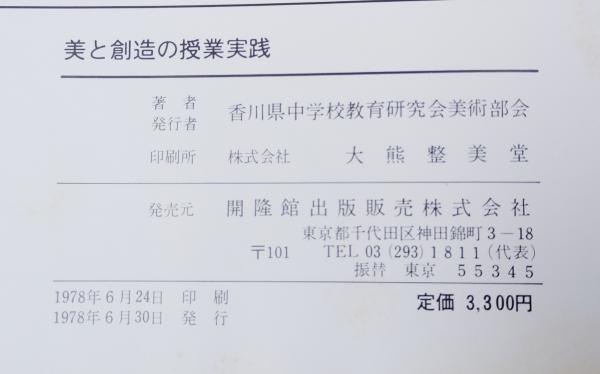 美と創造の授業実践
著者
発行者 香川県中学校教育研究会美術部会
印刷所 株式会社 大熊整美堂
発売元 開隆館出版販売株式会社
東京都千代田区神田錦町3－18
〒101 TEL 03 (293) 1811 (代表)
振替 東京 55345
1978年6月24日 印刷
1978年6月30日 発行
定価 3,300円